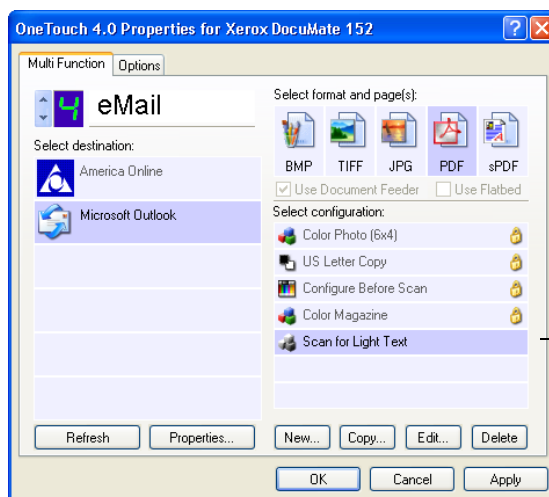 OneTouch 4.0 Properties for Xerox DocuMate 152
Multi Function
Options
4 eMail
Select destination:
America Online
Microsoft Outlook
Refresh
Properties...
Select format and page(s):
BMP TIFF JPG PDF sPDF
Use Document Feeder
Use Flatbed
Select configuration:
Color Photo (6x4)
US Letter Copy
Configure Before Scan
Color Magazine
Scan for Light Text
New...
Copy...
Edit...
Delete
OK
Cancel
Apply